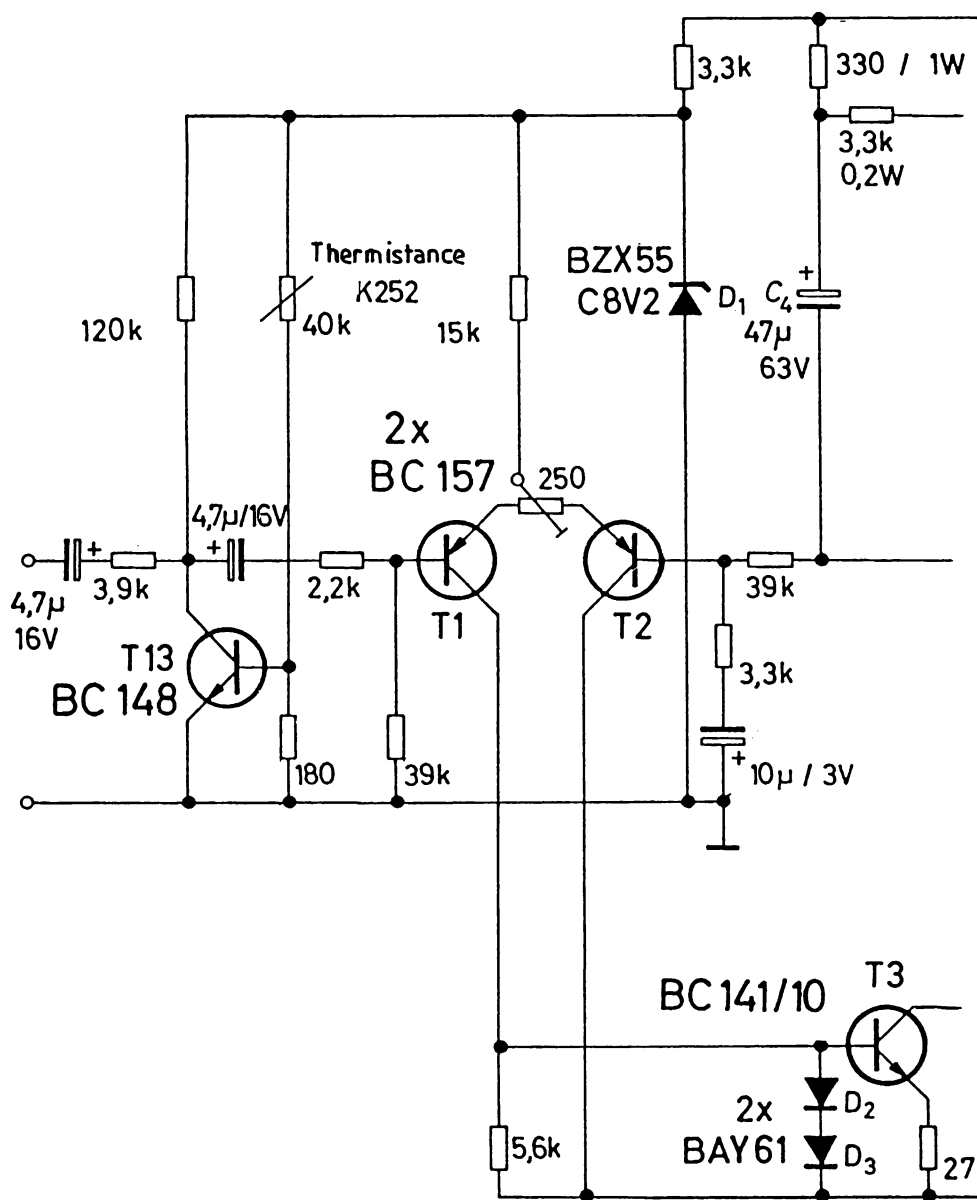 3,3k
330 / 1W
3,3k
0,2W
Thermistance
K252
40k
120k
15k
BZX55
C8V2
D1
C4
+
47µ
63V
2x
BC 157
250
4,7µ/16V
+
+
3,9k
2,2k
4,7µ
16V
T1
T2
39k
T13
BC 148
3,3k
180
39k
+
10µ / 3V
T3
BC 141/10
2x
BAY61
D2
D3
5,6k
27